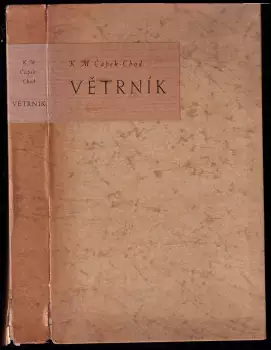 K. M.
Čapek-
Chod
VĚTRNÍK
K. M. Čapek-Chod
VĚTRNÍK